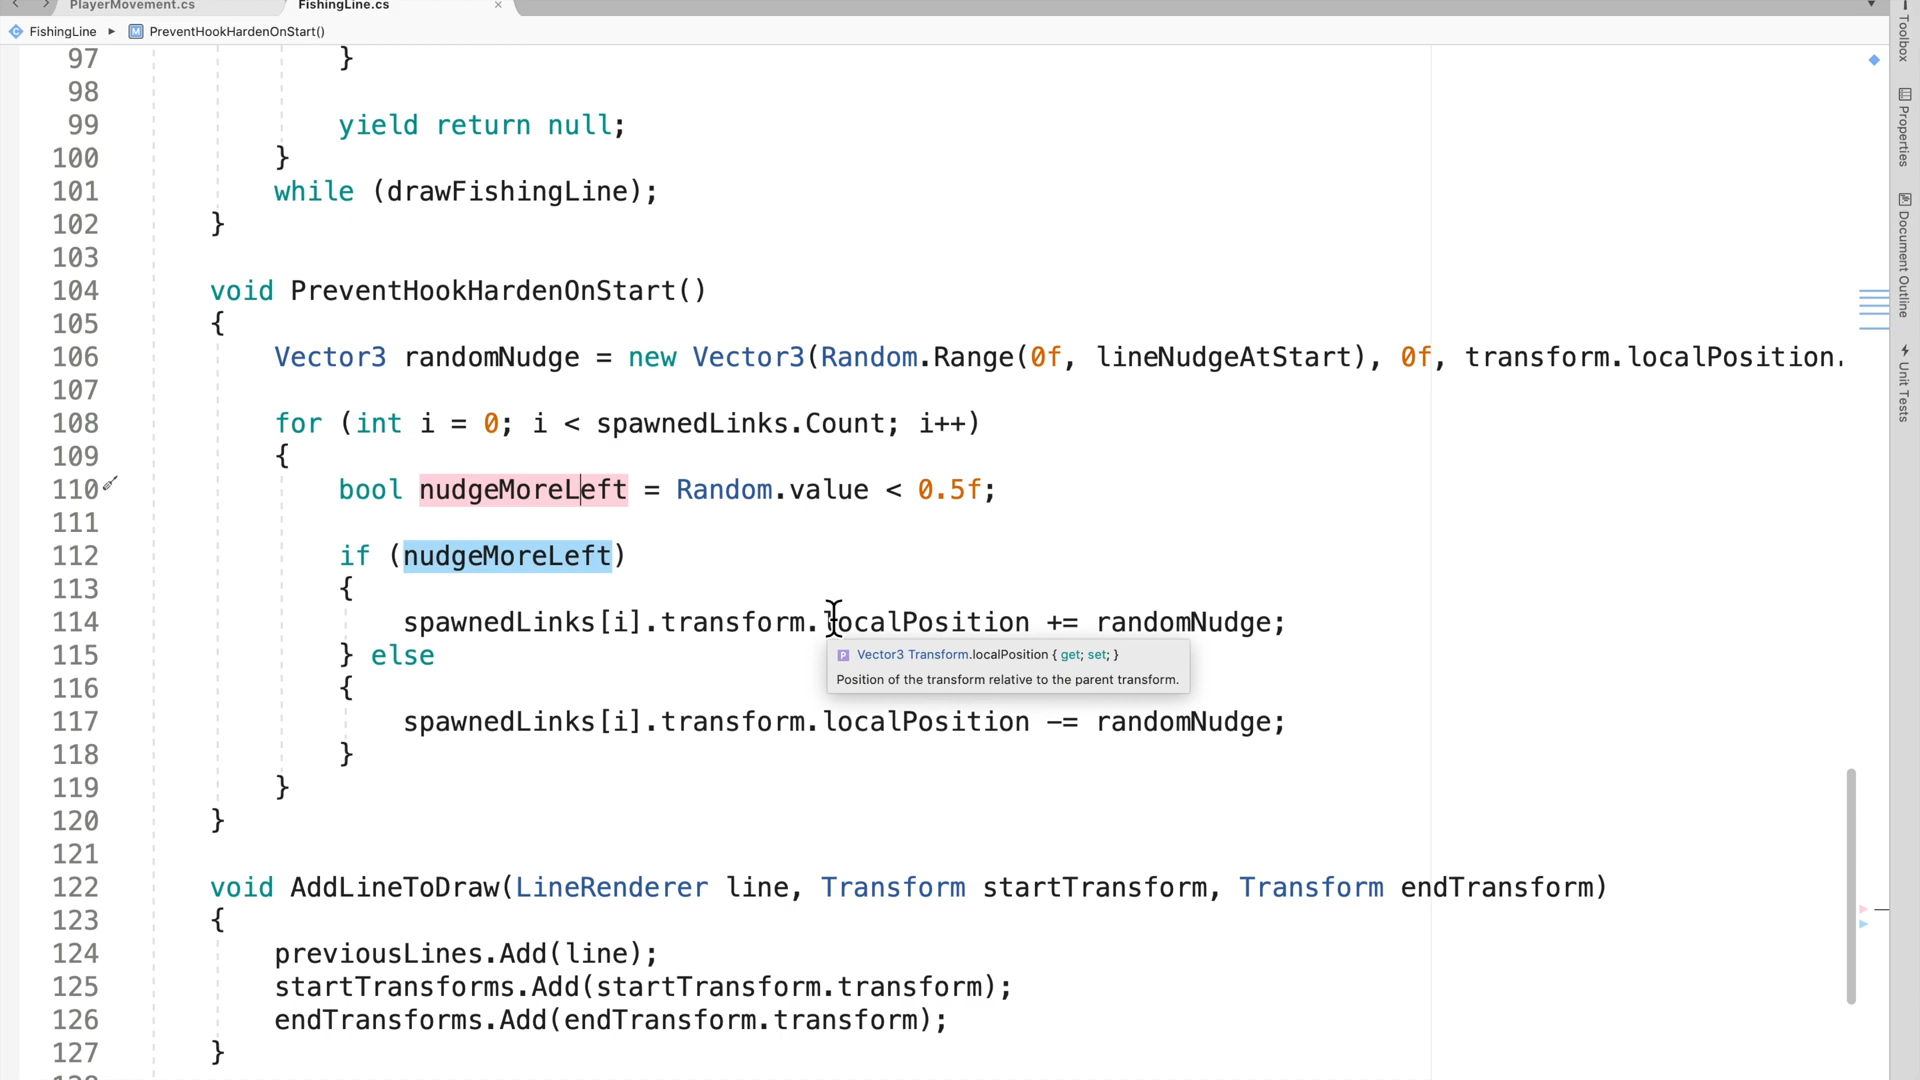 PlayerMovement.cs
FishingLine.cs ×
FishingLine ▸ M PreventHookHardenOnStart()
97 }
98
99 yield return null;
100 }
101 while (drawFishingLine);
102 }
103
104 void PreventHookHardenOnStart()
105 {
106 Vector3 randomNudge = new Vector3(Random.Range(0f, lineNudgeAtStart), 0f, transform.localPosition.
107
108 for (int i = 0; i < spawnedLinks.Count; i++)
109 {
110 bool nudgeMoreLeft = Random.value < 0.5f;
111
112 if (nudgeMoreLeft)
113 {
114 spawnedLinks[i].transform.localPosition += randomNudge;
115 } else
P Vector3 Transform.localPosition { get; set; }
116 {
Position of the transform relative to the parent transform.
117 spawnedLinks[i].transform.localPosition -= randomNudge;
118 }
119 }
120 }
121
122 void AddLineToDraw(LineRenderer line, Transform startTransform, Transform endTransform)
123 {
124 previousLines.Add(line);
125 startTransforms.Add(startTransform.transform);
126 endTransforms.Add(endTransform.transform);
127 }
Toolbox
Properties
Document Outline
Unit Tests